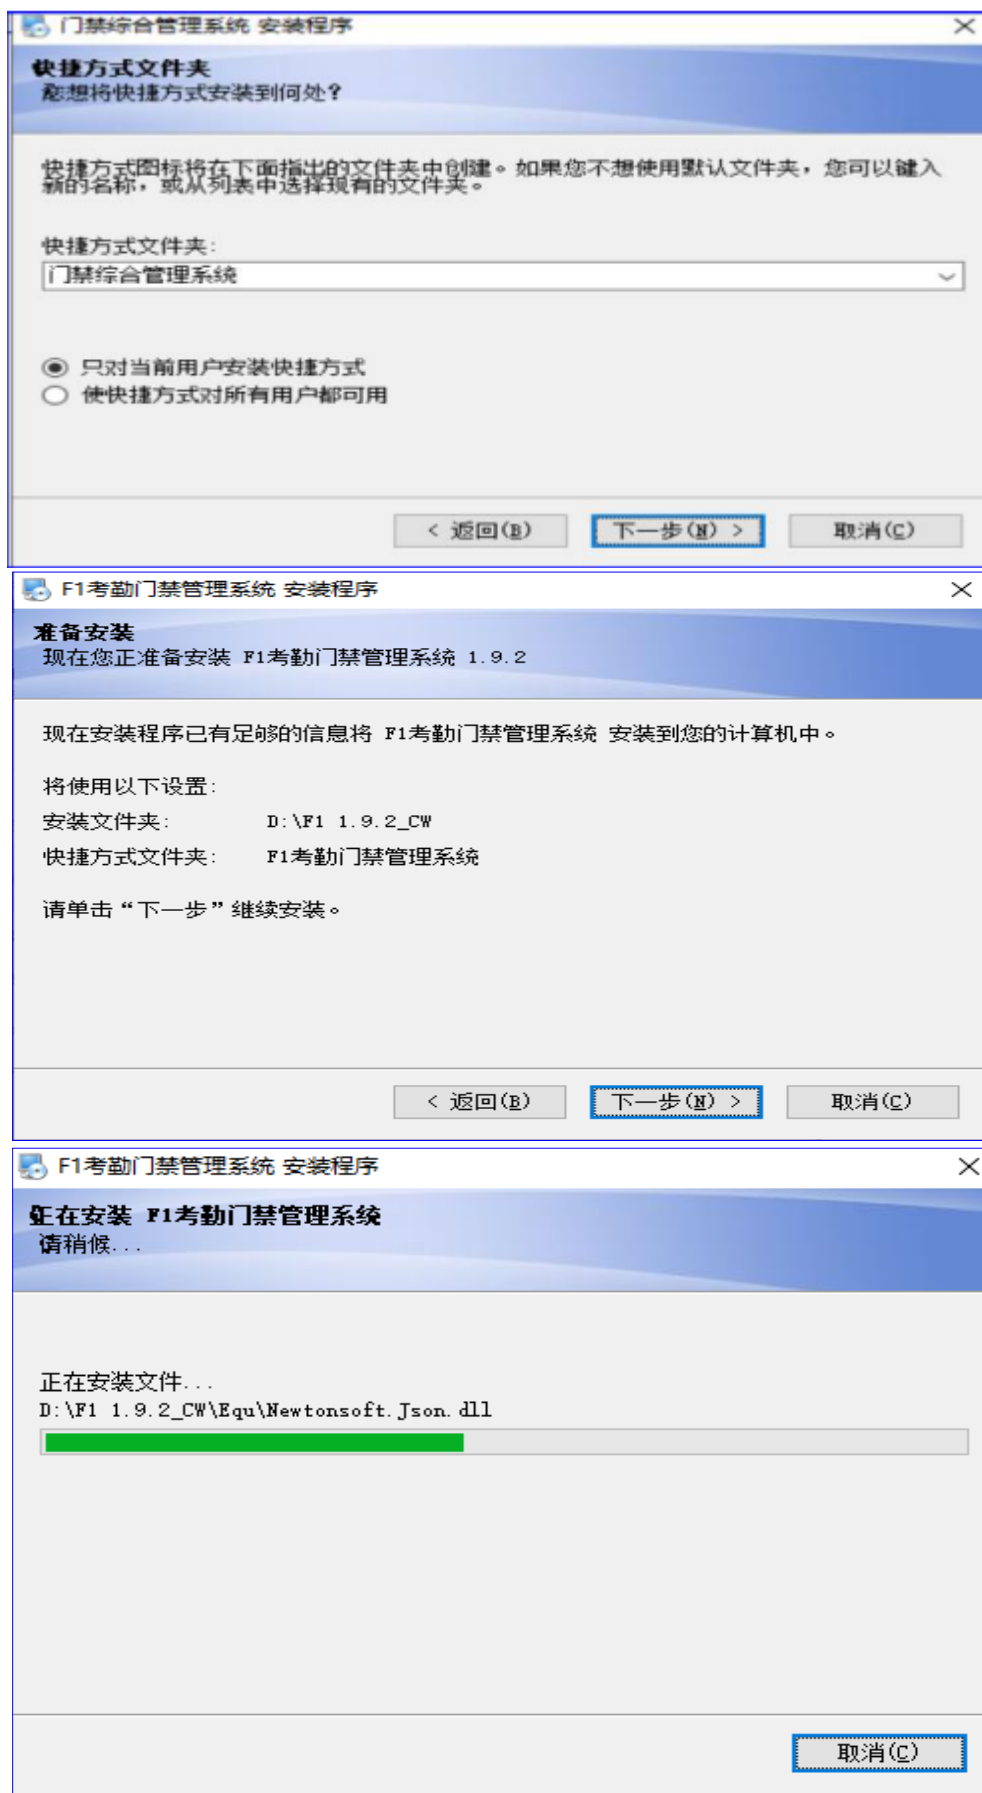 门禁综合管理系统 安装程序
快捷方式文件夹
您想将快捷方式安装到何处?
快捷方式图标将在下面指出的文件夹中创建。如果您不想使用默认文件夹，您可以键入
新的名称，或从列表中选择现有的文件夹。
快捷方式文件夹:
门禁综合管理系统
只对当前用户安装快捷方式
使快捷方式对所有用户都可用
< 返回(B)
下一步(N) >
取消(C)
F1考勤门禁管理系统 安装程序
准备安装
现在您正准备安装 F1考勤门禁管理系统 1.9.2
现在安装程序已有足够的信息将 F1考勤门禁管理系统 安装到您的计算机中。
将使用以下设置:
安装文件夹: D:\F1 1.9.2_CW
快捷方式文件夹: F1考勤门禁管理系统
请单击“下一步”继续安装。
< 返回(B)
下一步(N) >
取消(C)
F1考勤门禁管理系统 安装程序
正在安装 F1考勤门禁管理系统
请稍候...
正在安装文件...
D:\F1 1.9.2_CW\Equ\Newtonsoft.Json.dll
取消(C)